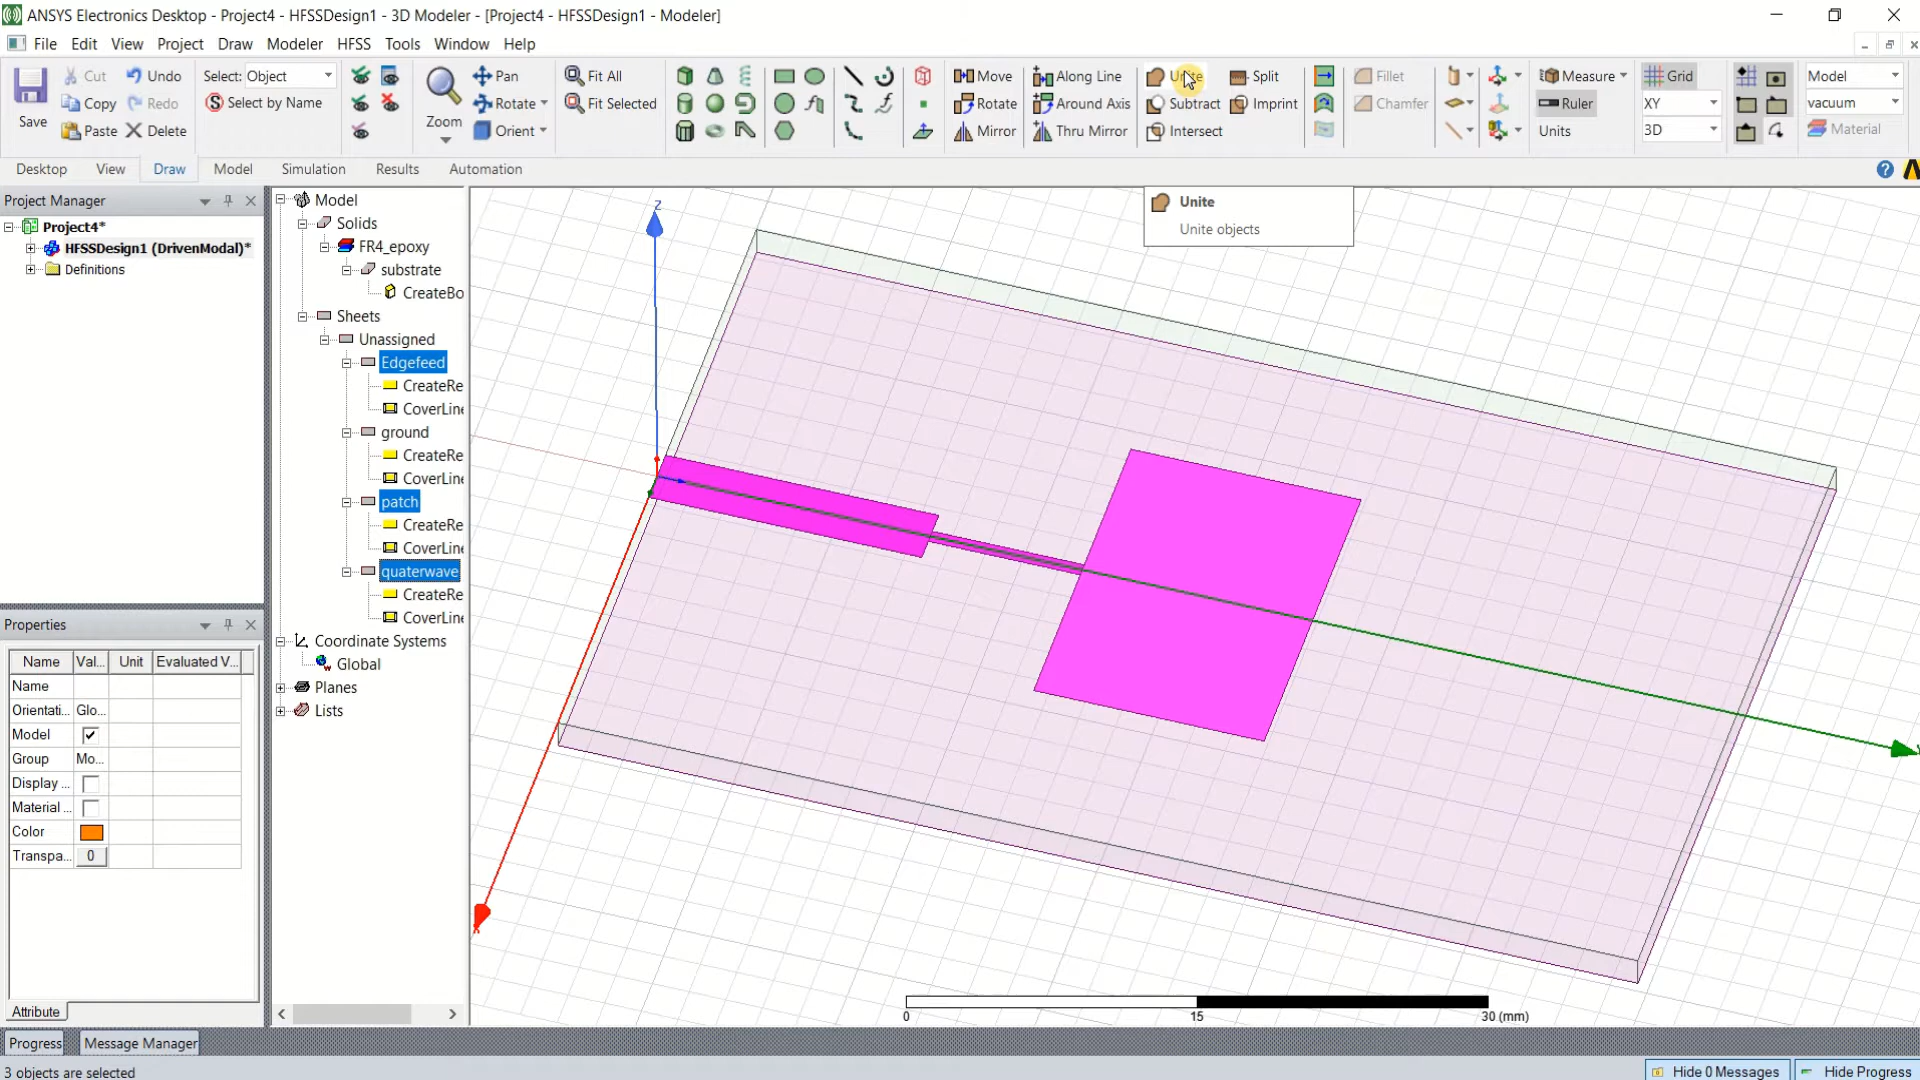 ANSYS Electronics Desktop - Project4 - HFSSDesign1 - 3D Modeler - [Project4 - HFSSDesign1 - Modeler]
File Edit View Project Draw Modeler HFSS Tools Window Help
Save
Cut Undo
Copy Redo
Paste Delete
Select: Object
Select by Name
Zoom
Pan
Rotate
Orient
Fit All
Fit Selected
Move
Rotate
Mirror
Along Line
Around Axis
Thru Mirror
Unite
Subtract
Intersect
Split
Imprint
Fillet
Chamfer
Measure
Ruler
Units
Grid
XY
3D
Model
vacuum
Material
Desktop View Draw Model Simulation Results Automation
Project Manager
Project4*
HFSSDesign1 (DrivenModal)*
Definitions
Model
Solids
FR4_epoxy
substrate
CreateBo
Sheets
Unassigned
Edgefeed
CreateRe
CoverLine
ground
CreateRe
CoverLine
patch
CreateRe
CoverLine
quaterwave
CreateRe
CoverLine
Coordinate Systems
Global
Planes
Lists
Unite
Unite objects
Z
X
0 15 30 (mm)
Properties
Name Val... Unit Evaluated V...
Name
Orientati... Glo...
Model
Group Mo...
Display ...
Material ...
Color
Transpa... 0
Attribute
Progress Message Manager
3 objects are selected
Hide 0 Messages Hide Progress